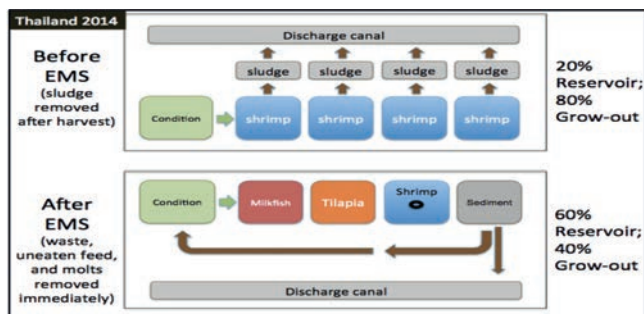 Thailand 2014
Before
EMS
(sludge
removed
after harvest)
Discharge canal
sludge
sludge
sludge
sludge
Condition
shrimp
shrimp
shrimp
shrimp
20%
Reservoir;
80%
Grow-out
After
EMS
(waste,
uneaten feed,
and molts
removed
immediately)
Condition
Milkfish
Tilapia
Shrimp
Sediment
Discharge canal
60%
Reservoir;
40%
Grow-out